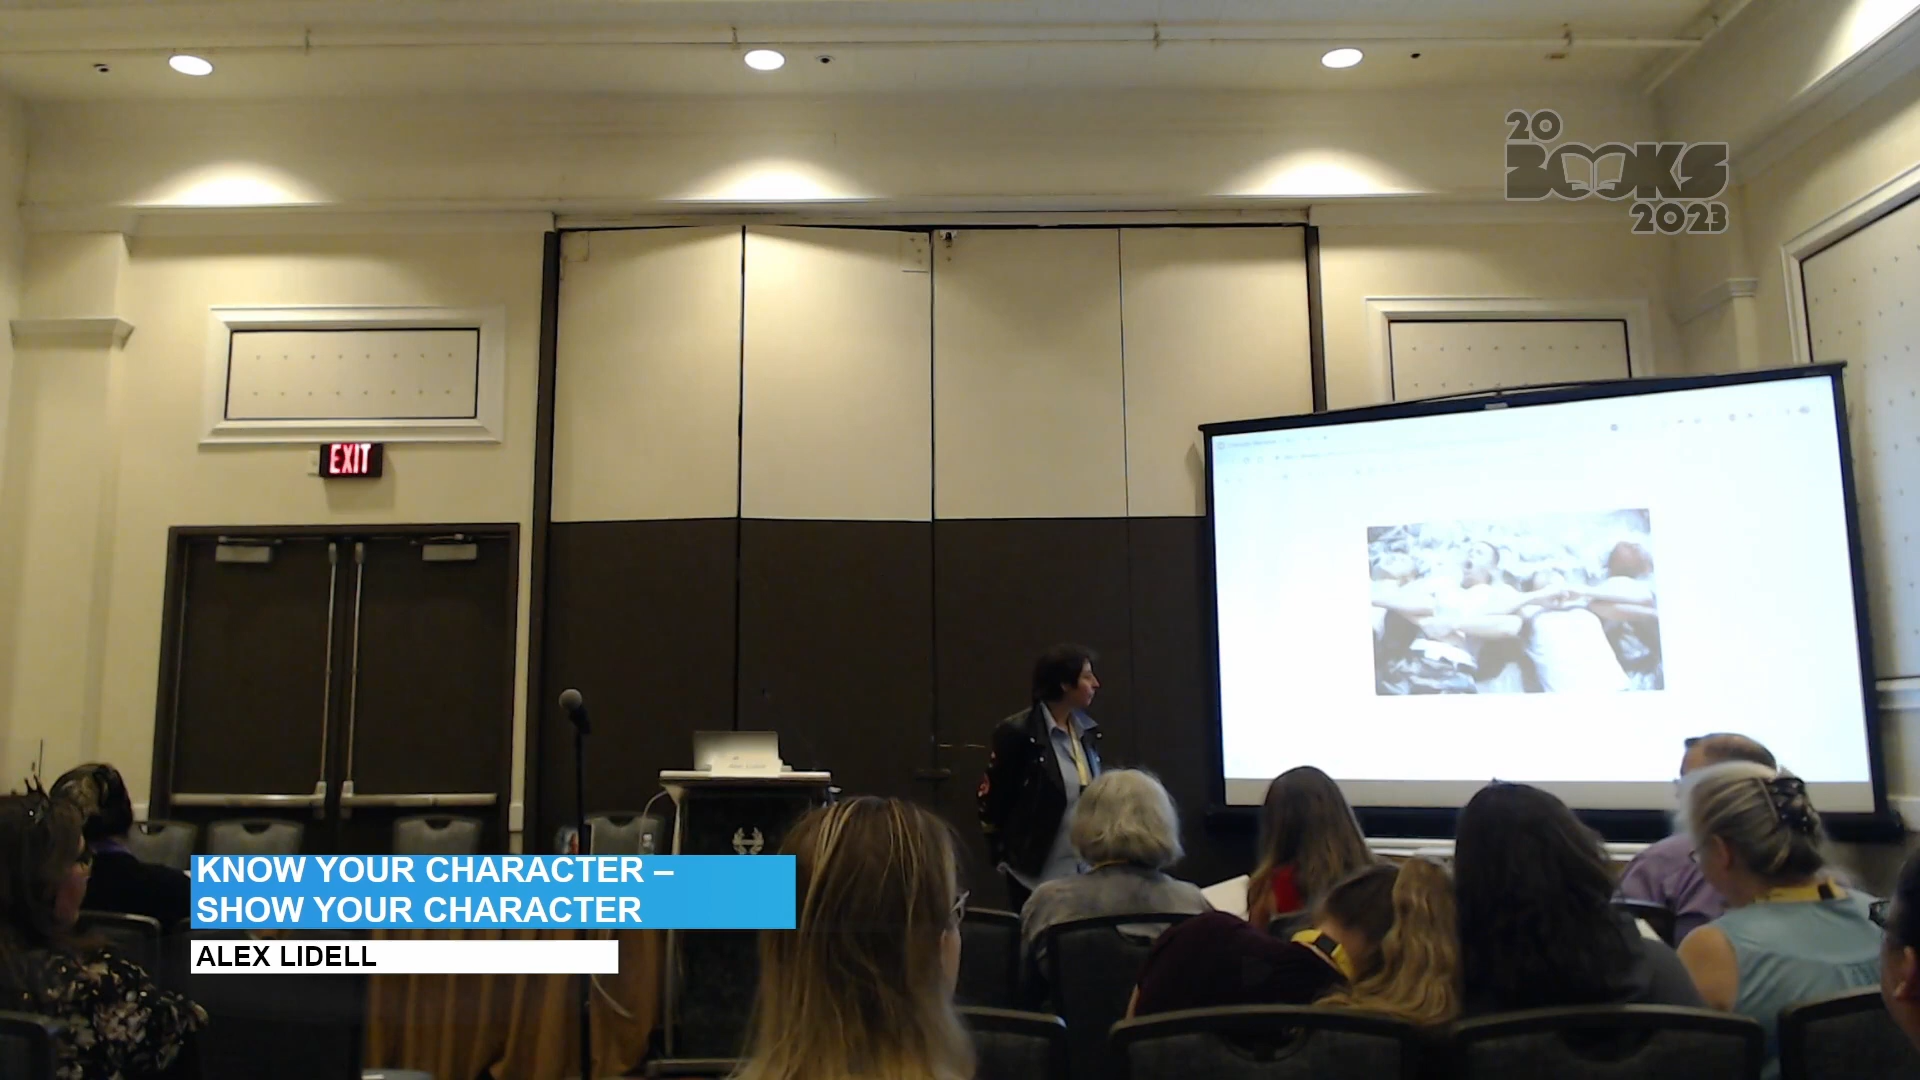 20
BOOKS
2023
EXIT
KNOW YOUR CHARACTER –
SHOW YOUR CHARACTER
ALEX LIDELL